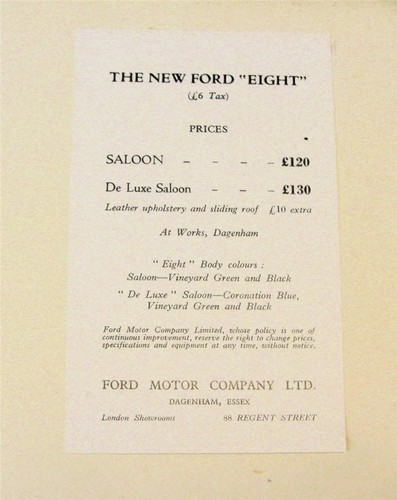 THE NEW FORD "EIGHT"
(£6 Tax)
PRICES
SALOON - - - - £120
De Luxe Saloon - - - £130
Leather upholstery and sliding roof £10 extra
At Works, Dagenham
"Eight" Body colours :
Saloon—Vineyard Green and Black
"De Luxe" Saloon—Coronation Blue,
Vineyard Green and Black
Ford Motor Company Limited, whose policy is one of
continuous improvement, reserve the right to change prices,
specifications and equipment at any time, without notice.
FORD MOTOR COMPANY LTD.
DAGENHAM, ESSEX
London Showrooms 88 REGENT STREET